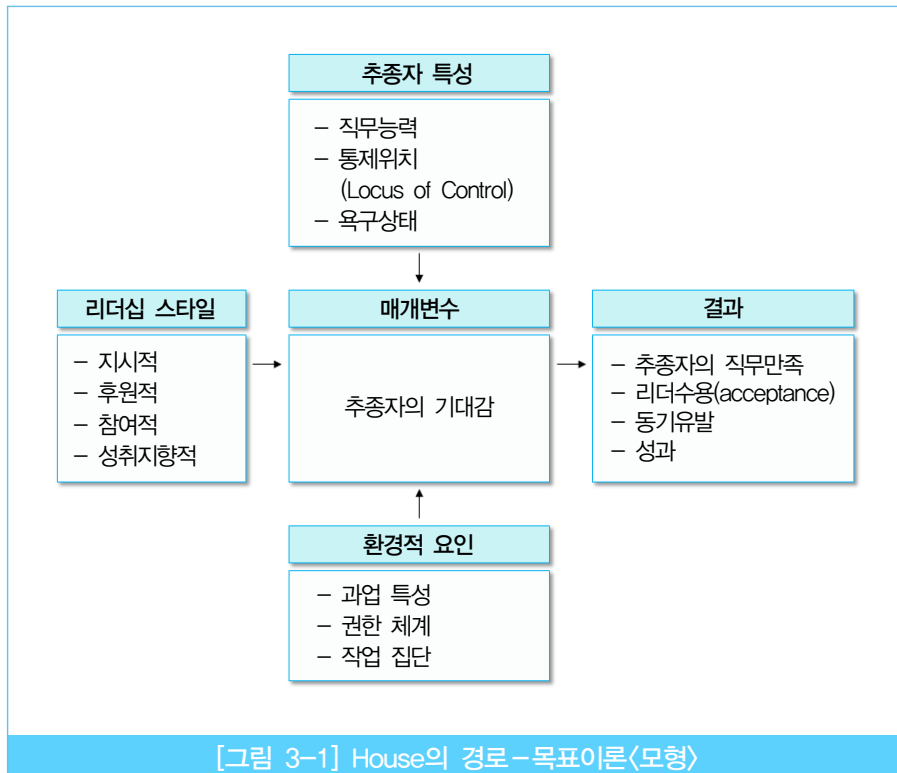 추종자 특성
– 직무능력
– 통제위치
(Locus of Control)
– 욕구상태
리더십 스타일
– 지시적
– 후원적
– 참여적
– 성취지향적
매개변수
추종자의 기대감
결과
– 추종자의 직무만족
– 리더수용(acceptance)
– 동기유발
– 성과
환경적 요인
– 과업 특성
– 권한 체계
– 작업 집단
[그림 3-1] House의 경로-목표이론〈모형〉